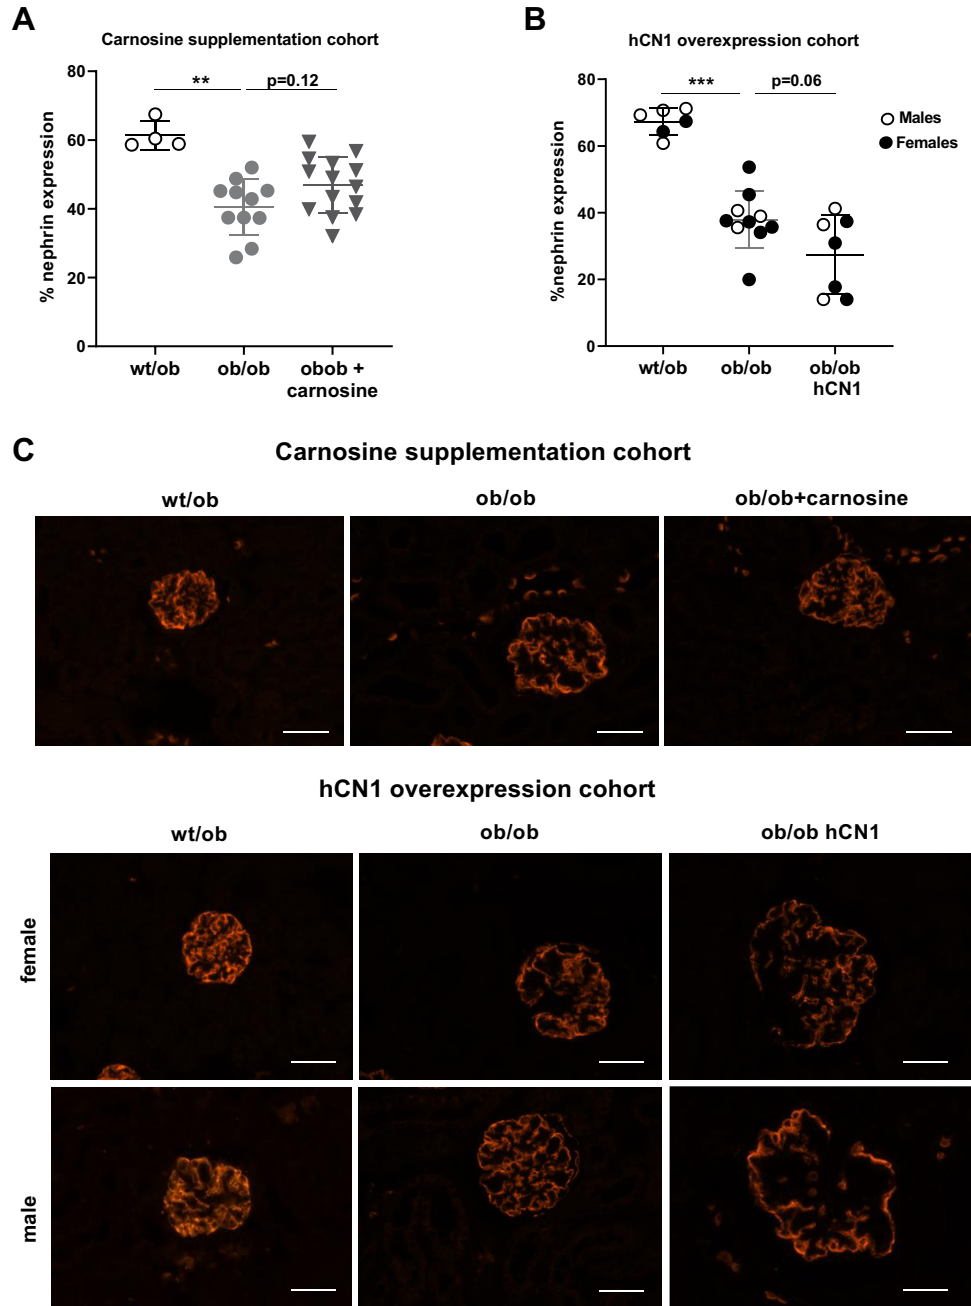 A
Carnosine supplementation cohort
% nephrin expression
80
60
40
20
0
**
p=0.12
wt/ob
ob/ob
obob +
carnosine
B
hCN1 overexpression cohort
%nephrin expression
80
60
40
20
0
***
p=0.06
Males
Females
wt/ob
ob/ob
ob/ob
hCN1
C
Carnosine supplementation cohort
wt/ob
ob/ob
ob/ob+carnosine
hCN1 overexpression cohort
wt/ob
ob/ob
ob/ob hCN1
female
male